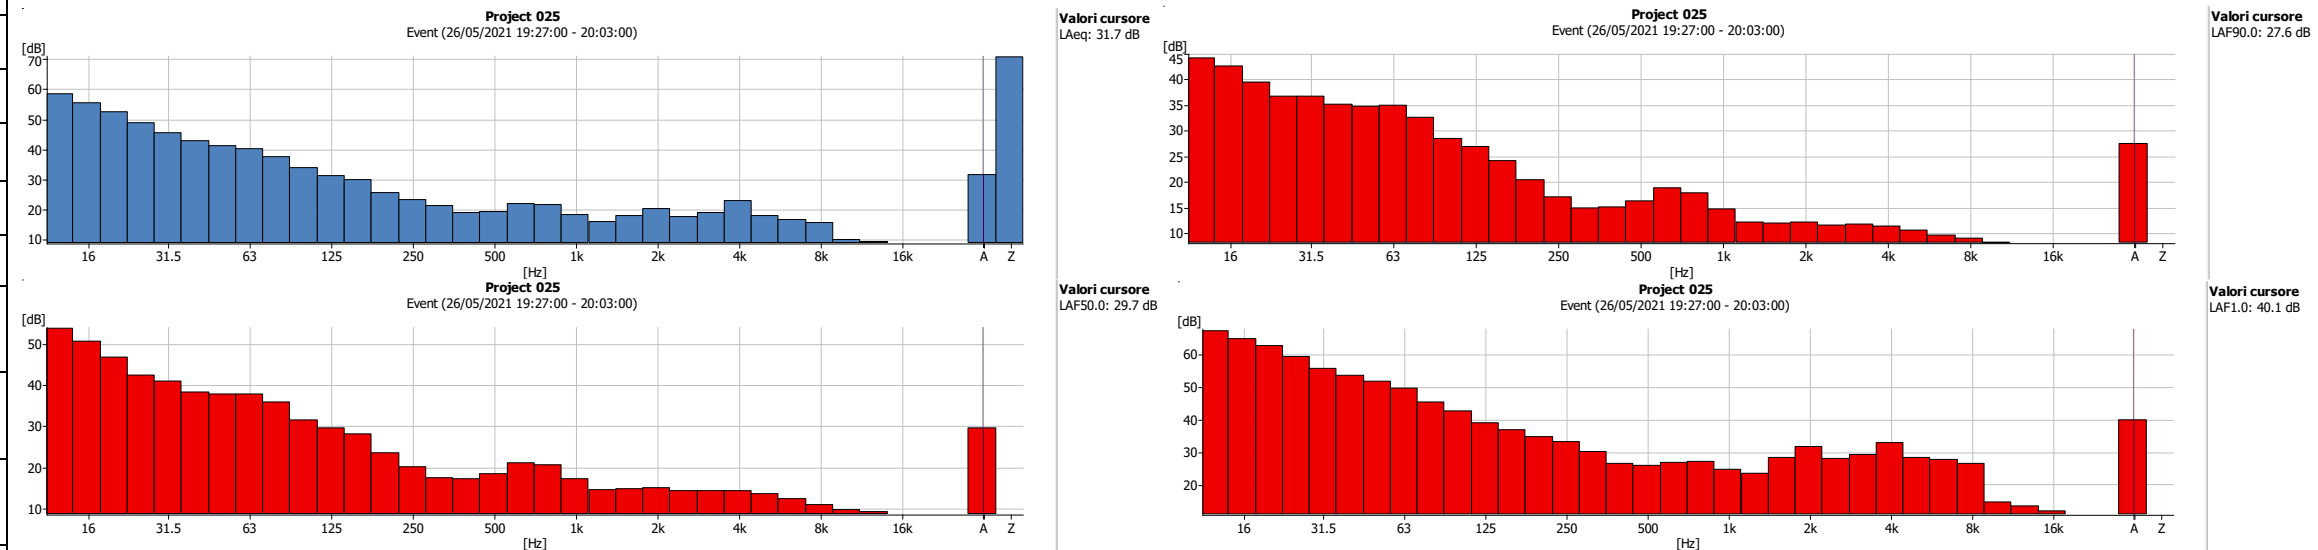 Project 025
Event (26/05/2021 19:27:00 - 20:03:00)
[dB]
70
60
50
40
30
20
10
16 31.5 63 125 250 500 1k 2k 4k 8k 16k A Z
[Hz]
Valori cursore
LAeq: 31.7 dB
Project 025
Event (26/05/2021 19:27:00 - 20:03:00)
[dB]
45
40
35
30
25
20
15
10
16 31.5 63 125 250 500 1k 2k 4k 8k 16k A Z
[Hz]
Valori cursore
LAF90.0: 27.6 dB
Project 025
Event (26/05/2021 19:27:00 - 20:03:00)
[dB]
50
40
30
20
10
16 31.5 63 125 250 500 1k 2k 4k 8k 16k A Z
[Hz]
Valori cursore
LAF50.0: 29.7 dB
Project 025
Event (26/05/2021 19:27:00 - 20:03:00)
[dB]
60
50
40
30
20
16 31.5 63 125 250 500 1k 2k 4k 8k 16k A Z
[Hz]
Valori cursore
LAF1.0: 40.1 dB